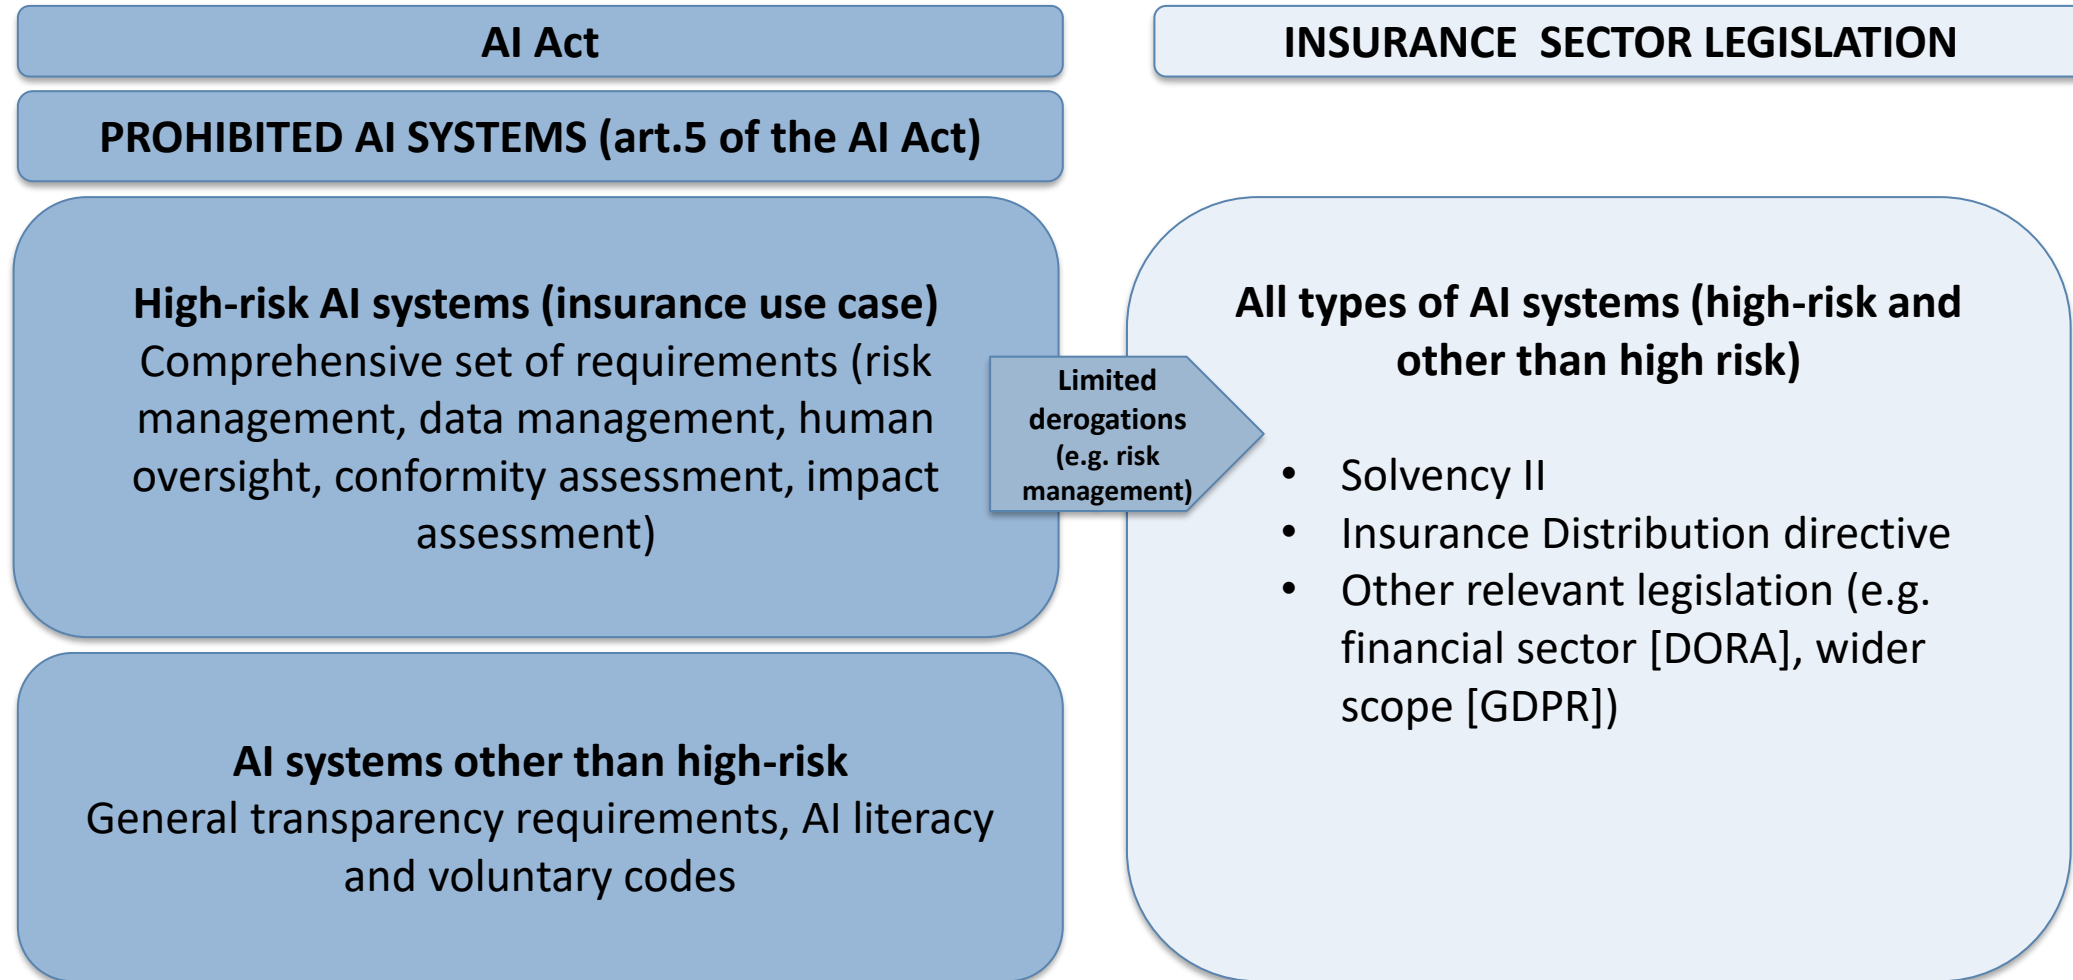 AI Act
PROHIBITED AI SYSTEMS (art.5 of the AI Act)
High-risk AI systems (insurance use case)
Comprehensive set of requirements (risk
management, data management, human
oversight, conformity assessment, impact
assessment)
AI systems other than high-risk
General transparency requirements, AI literacy
and voluntary codes
Limited
derogations
(e.g. risk
management)
INSURANCE  SECTOR LEGISLATION
All types of AI systems (high-risk and
other than high risk)
• Solvency II
• Insurance Distribution directive
• Other relevant legislation (e.g.
financial sector [DORA], wider
scope [GDPR])